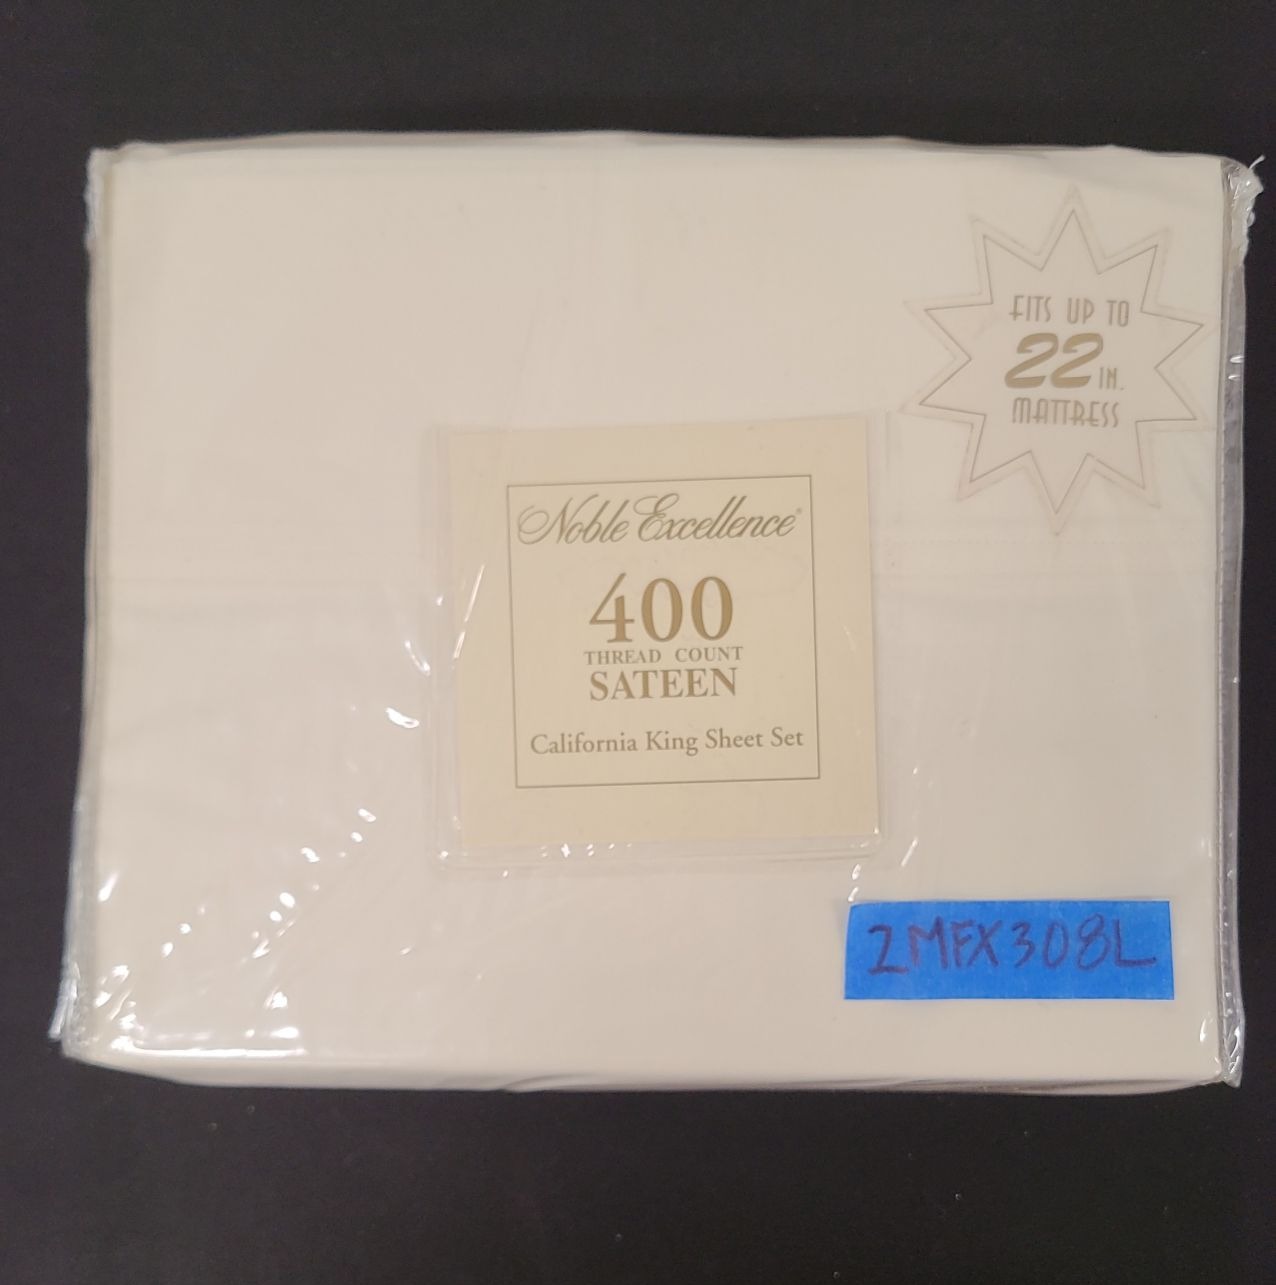 FITS UP TO
22 IN.
MATTRESS
Noble Excellence®
400
THREAD COUNT
SATEEN
California King Sheet Set
2MFX308L